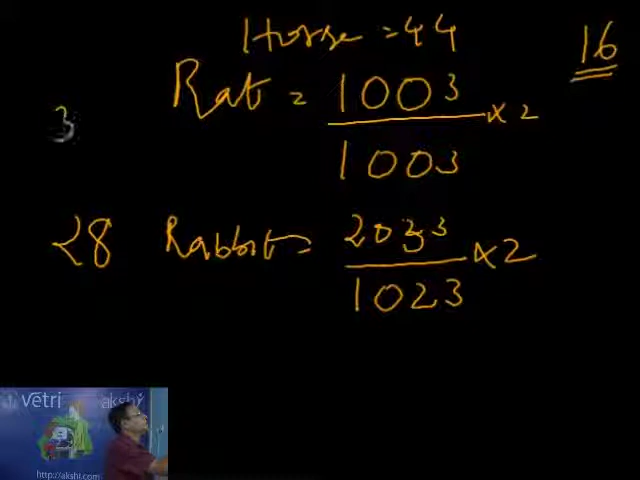 Horse = 44
16
Rat = 1003 × 2
1003
3
28 Rabbit = 2033 × 2
1023
vetri
akshi
http://akshi.com